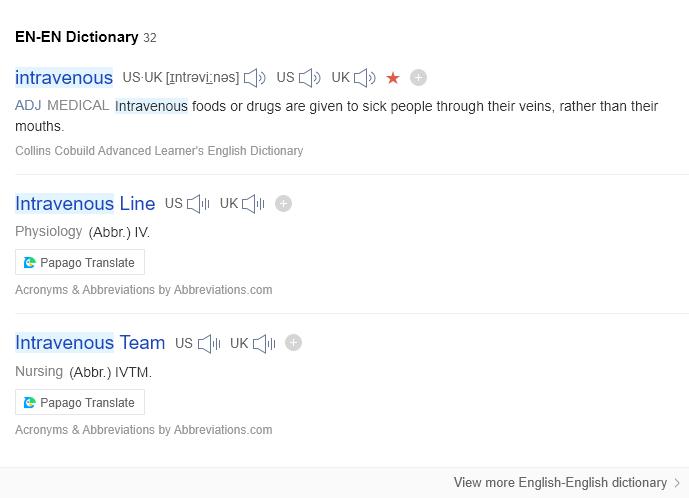 EN-EN Dictionary 32
intravenous US·UK [ɪntrəviːnəs] US UK
ADJ MEDICAL Intravenous foods or drugs are given to sick people through their veins, rather than their
mouths.
Collins Cobuild Advanced Learner's English Dictionary
Intravenous Line US UK
Physiology (Abbr.) IV.
Papago Translate
Acronyms & Abbreviations by Abbreviations.com
Intravenous Team US UK
Nursing (Abbr.) IVTM.
Papago Translate
Acronyms & Abbreviations by Abbreviations.com
View more English-English dictionary